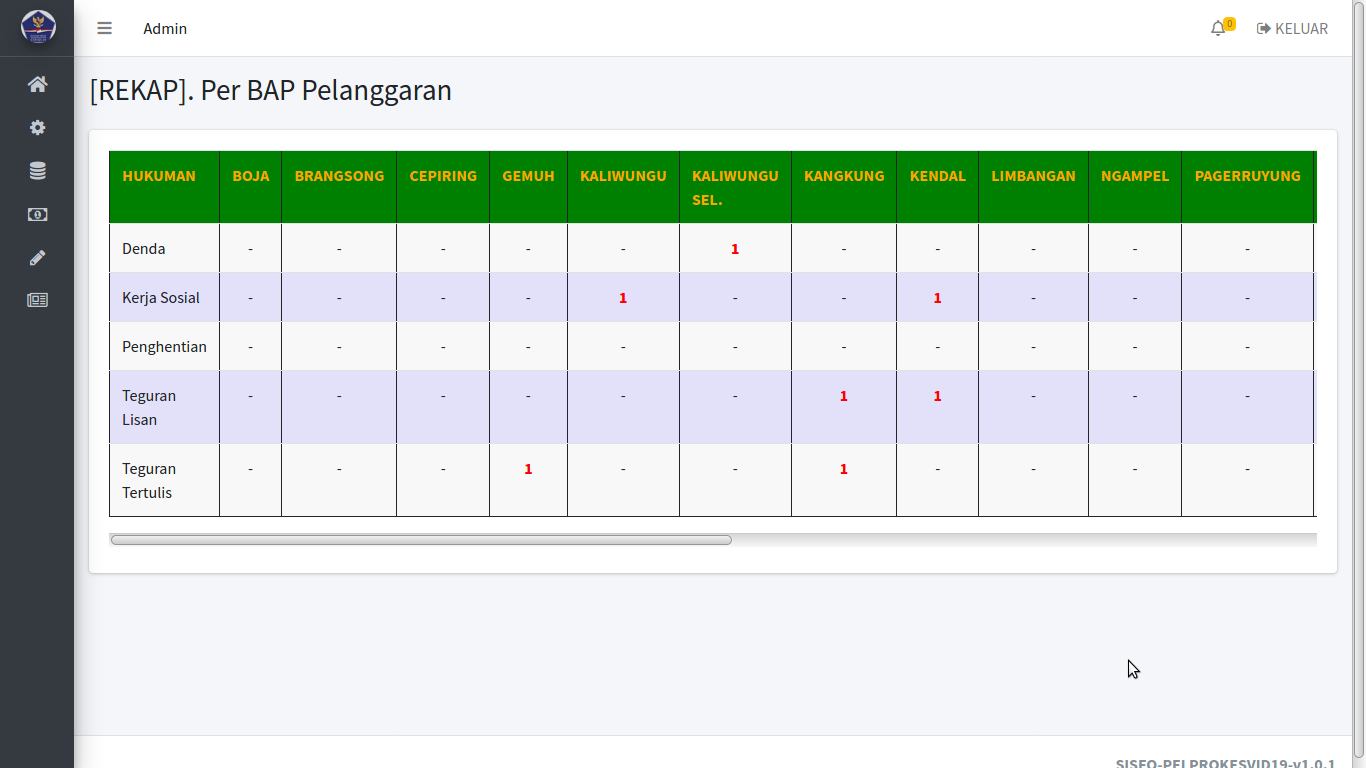 Admin
0
KELUAR
[REKAP]. Per BAP Pelanggaran
HUKUMAN BOJA BRANGSONG CEPIRING GEMUH KALIWUNGU KALIWUNGU SEL. KANGKUNG KENDAL LIMBANGAN NGAMPEL PAGERRUYUNG
Denda - - - - - 1 - - - - -
Kerja Sosial - - - - 1 - - 1 - - -
Penghentian - - - - - - - - - - -
Teguran Lisan - - - - - - 1 1 - - -
Teguran Tertulis - - - 1 - - 1 - - - -
SISFO-PELPROKESVID19-v1.0.1